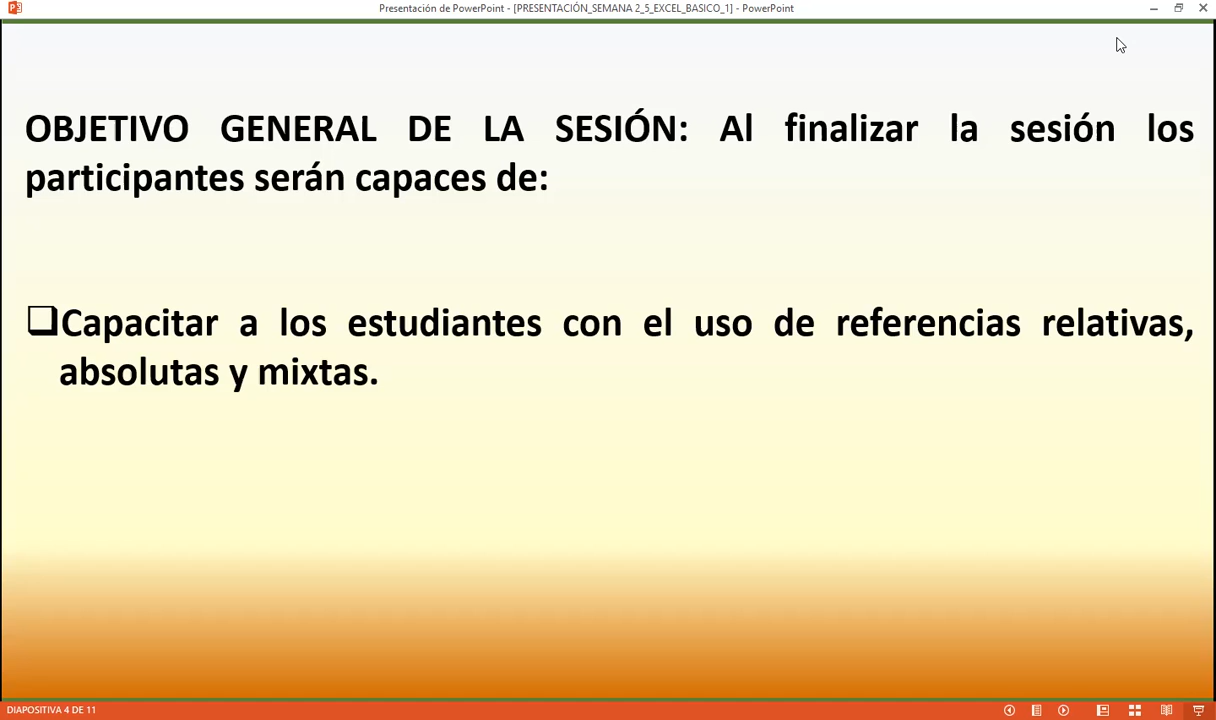 Presentación de PowerPoint - [PRESENTACIÓN_SEMANA 2_5_EXCEL_BASICO_1] - PowerPoint
OBJETIVO GENERAL DE LA SESIÓN: Al finalizar la sesión los
participantes serán capaces de:
❑Capacitar a los estudiantes con el uso de referencias relativas,
absolutas y mixtas.
DIAPOSITIVA 4 DE 11